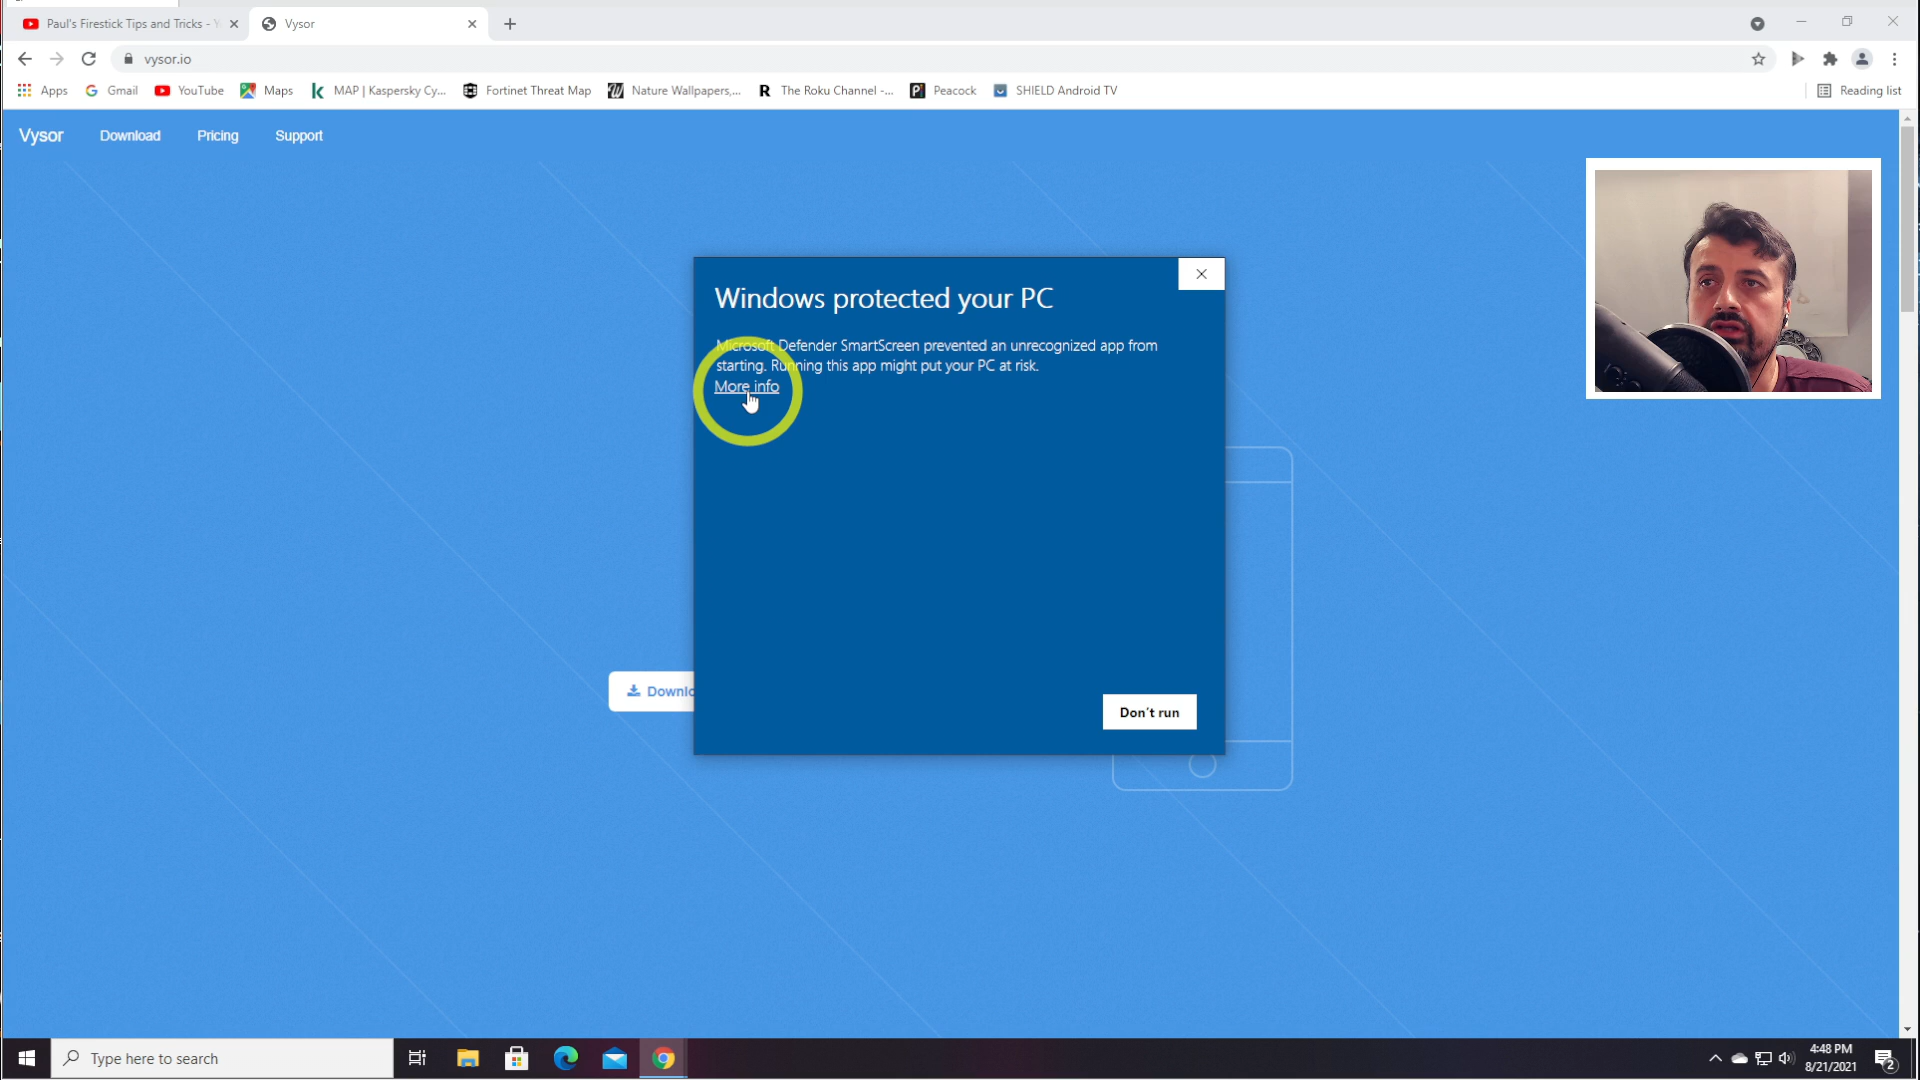 Paul's Firestick Tips and Tricks - Y
Vysor
vysor.io
Apps
Gmail
YouTube
Maps
MAP | Kaspersky Cy...
Fortinet Threat Map
Nature Wallpapers,...
The Roku Channel -...
Peacock
SHIELD Android TV
Reading list
Vysor
Download
Pricing
Support
Windows protected your PC
Microsoft Defender SmartScreen prevented an unrecognized app from
starting. Running this app might put your PC at risk.
More info
Downlo
Don't run
Type here to search
4:48 PM
8/21/2021
2